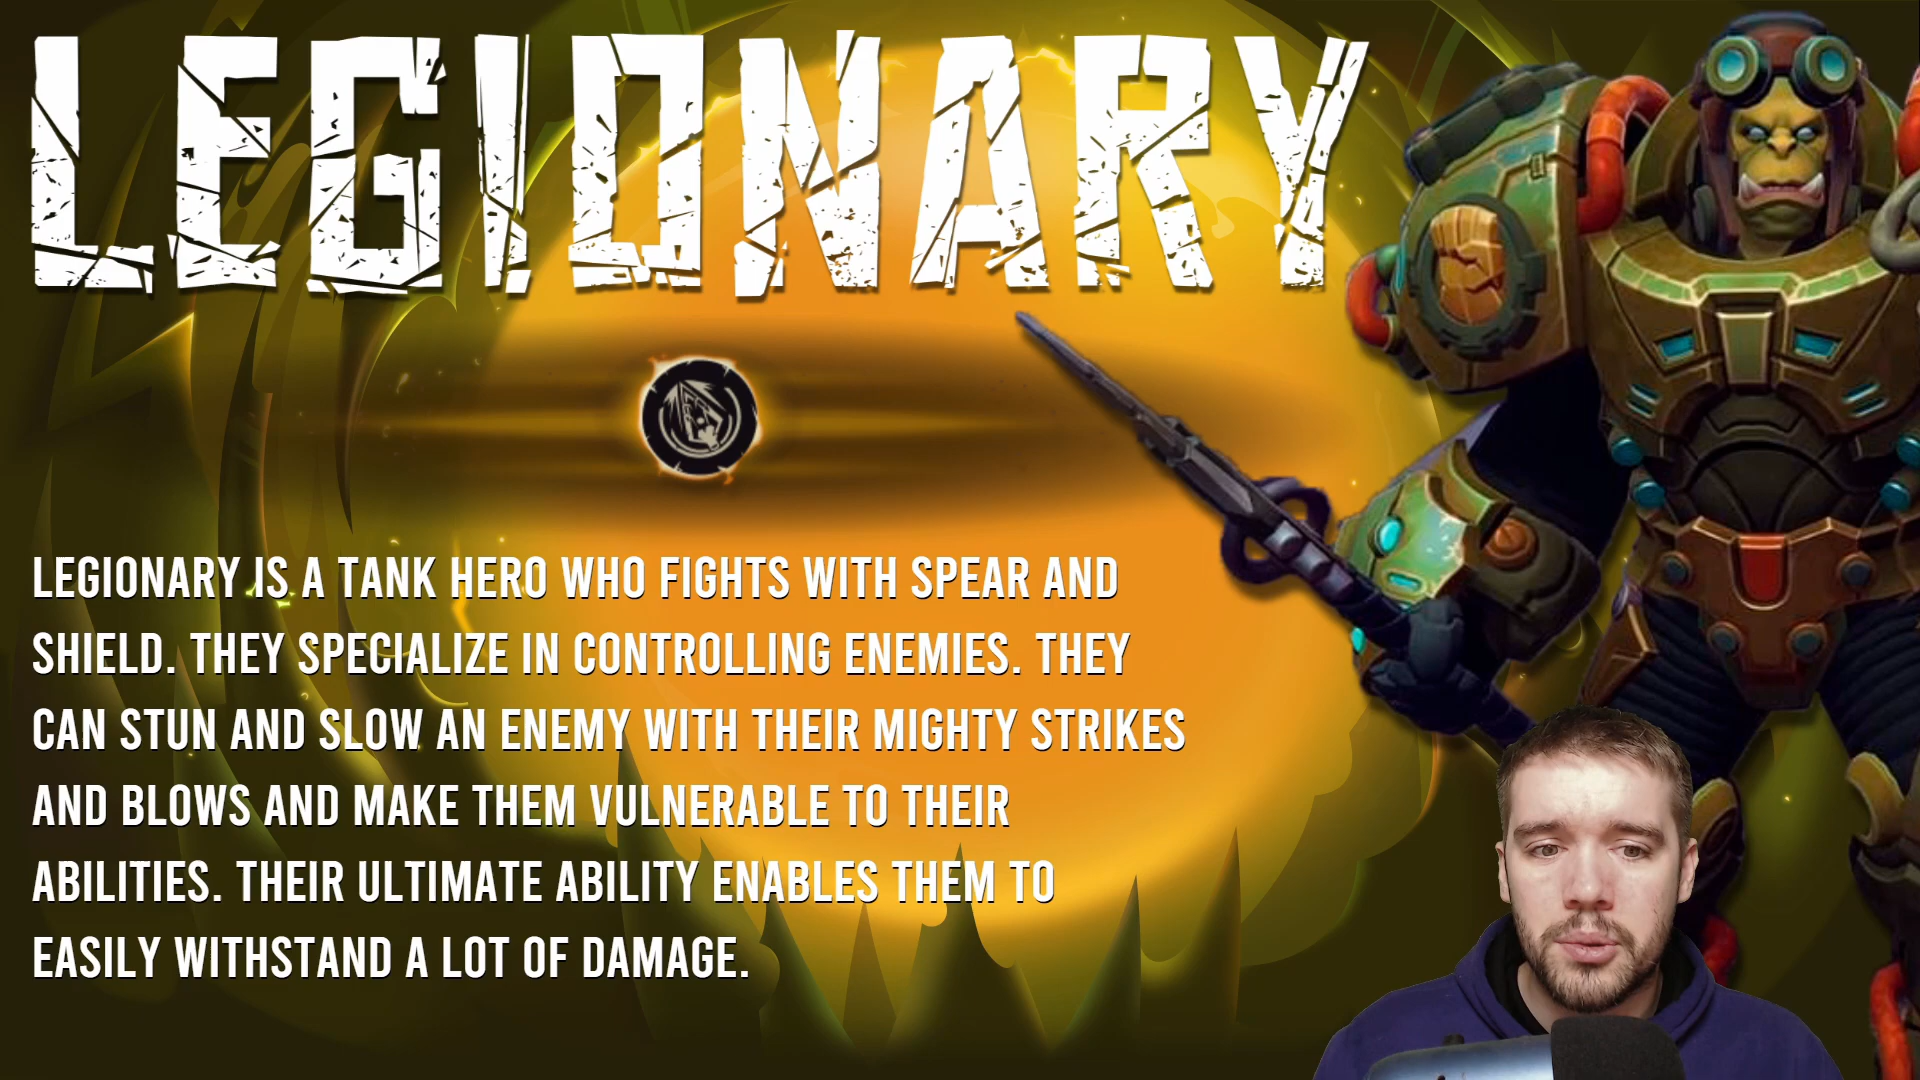 LEGIONARY
LEGIONARY IS A TANK HERO WHO FIGHTS WITH SPEAR AND
SHIELD. THEY SPECIALIZE IN CONTROLLING ENEMIES. THEY
CAN STUN AND SLOW AN ENEMY WITH THEIR MIGHTY STRIKES
AND BLOWS AND MAKE THEM VULNERABLE TO THEIR
ABILITIES. THEIR ULTIMATE ABILITY ENABLES THEM TO
EASILY WITHSTAND A LOT OF DAMAGE.